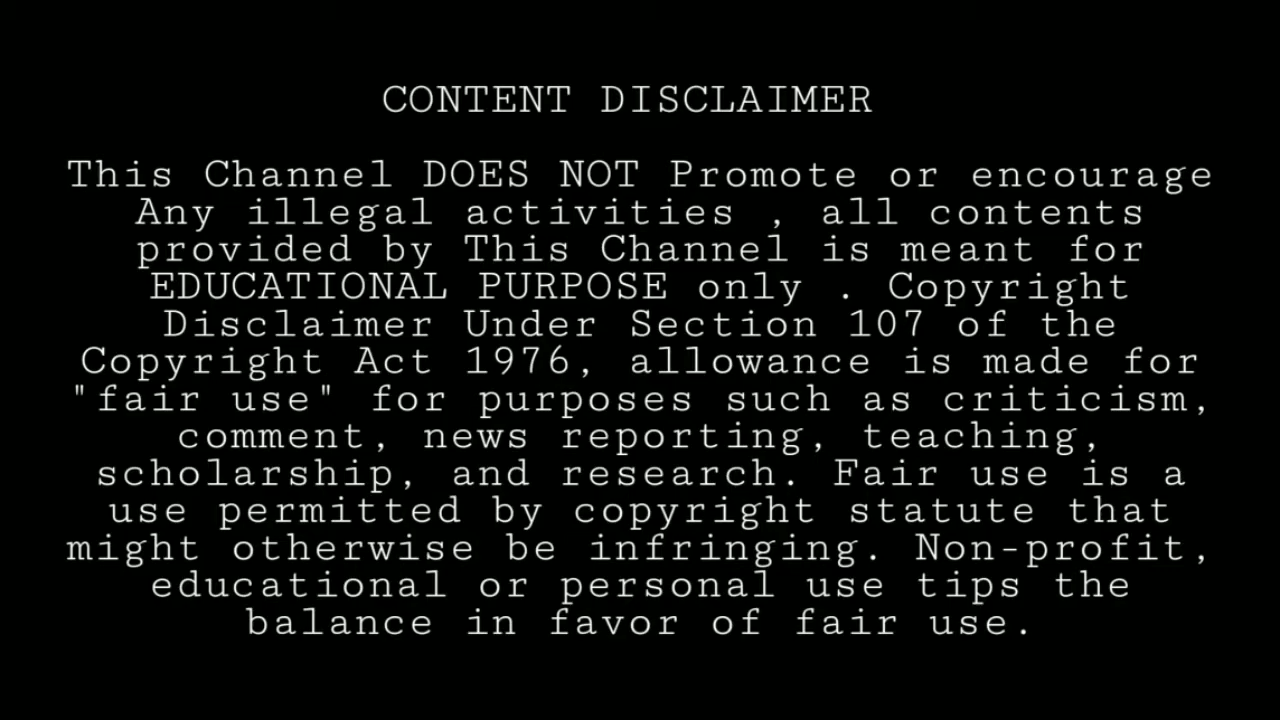 CONTENT DISCLAIMER
This Channel DOES NOT Promote or encourage
Any illegal activities , all contents
provided by This Channel is meant for
EDUCATIONAL PURPOSE only . Copyright
Disclaimer Under Section 107 of the
Copyright Act 1976, allowance is made for
"fair use" for purposes such as criticism,
comment, news reporting, teaching,
scholarship, and research. Fair use is a
use permitted by copyright statute that
might otherwise be infringing. Non-profit,
educational or personal use tips the
balance in favor of fair use.